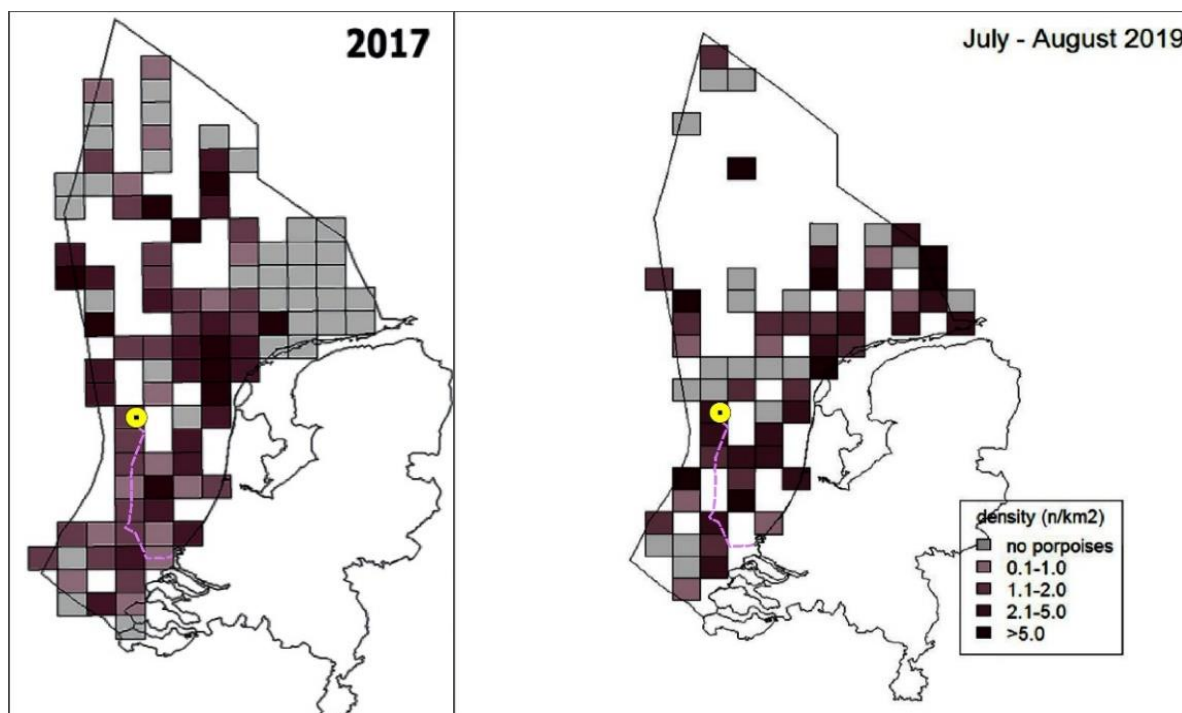 2017
July - August 2019
density (n/km2)
no porpoises
0.1-1.0
1.1-2.0
2.1-5.0
>5.0